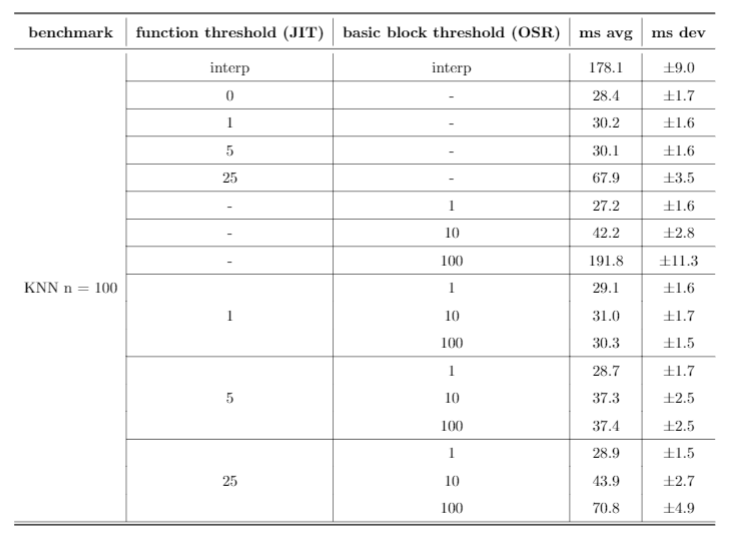 benchmark function threshold (JIT) basic block threshold (OSR) ms avg ms dev
interp interp 178.1 ±9.0
0 - 28.4 ±1.7
1 - 30.2 ±1.6
5 - 30.1 ±1.6
25 - 67.9 ±3.5
- 1 27.2 ±1.6
- 10 42.2 ±2.8
- 100 191.8 ±11.3
KNN n = 100 1 29.1 ±1.6
1 10 31.0 ±1.7
100 30.3 ±1.5
1 28.7 ±1.7
5 10 37.3 ±2.5
100 37.4 ±2.5
1 28.9 ±1.5
25 10 43.9 ±2.7
100 70.8 ±4.9